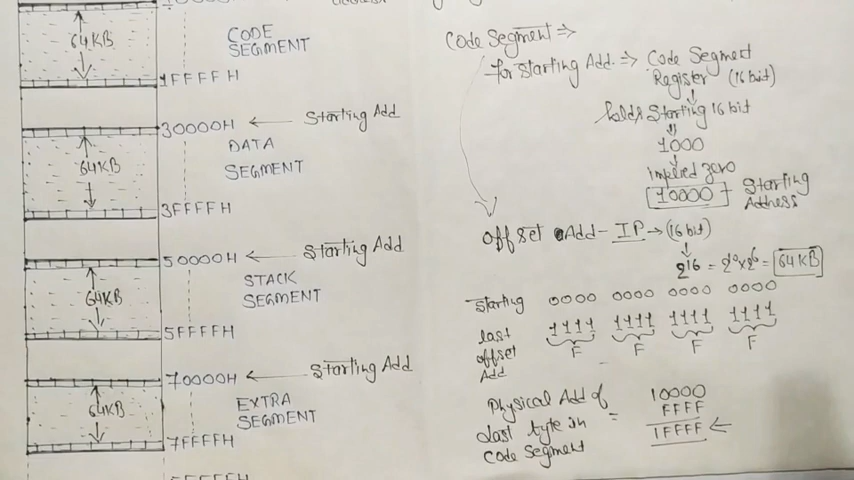 64KB
CODE
SEGMENT
1FFFFH
30000H ← Starting Add
DATA
64KB
SEGMENT
3FFFFH
50000H ← Starting Add
STACK
64KB
SEGMENT
5FFFFH
70000H ← Starting Add
EXTRA
64KB
SEGMENT
7FFFFH
Code Segment ⇒
for Starting Add. ⇒ Code Segment
Register (16 bit)
holds Starting 16 bit
1000
implied zero
10000 Starting
Address
offset Add - IP → (16 bit)
2^16 = 2^10 x 2^6 = 64KB
Starting 0000 0000 0000 0000
last 1111 1111 1111 1111
offset F F F F
Add
Physical Add of
last byte in =
Code Segment
10000
FFFF
1FFFF ←